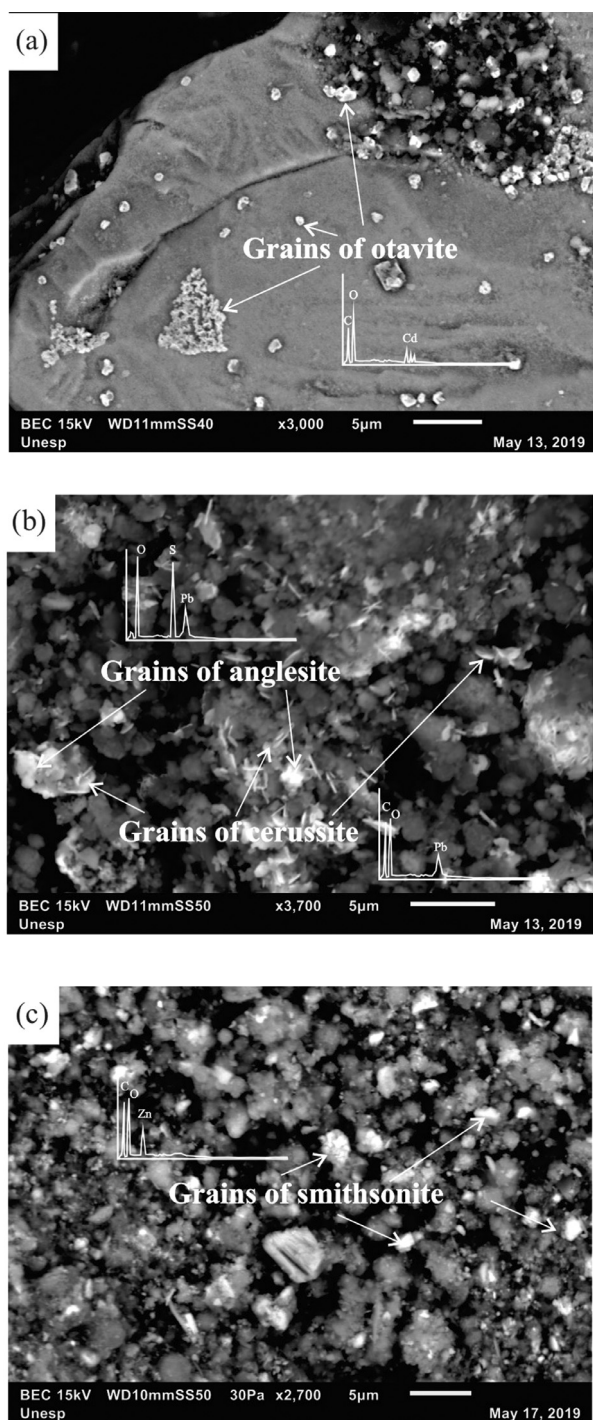 (a)
Grains of otavite
O
C
Cd
BEC 15kV WD11mmSS40 x3,000 5μm
Unesp May 13, 2019
(b)
O S
Pb
Grains of anglesite
Grains of cerussite
C
O
Pb
BEC 15kV WD11mmSS50 x3,700 5μm
Unesp May 13, 2019
(c)
C
O
Zn
Grains of smithsonite
BEC 15kV WD10mmSS50 30Pa x2,700 5μm
Unesp May 17, 2019